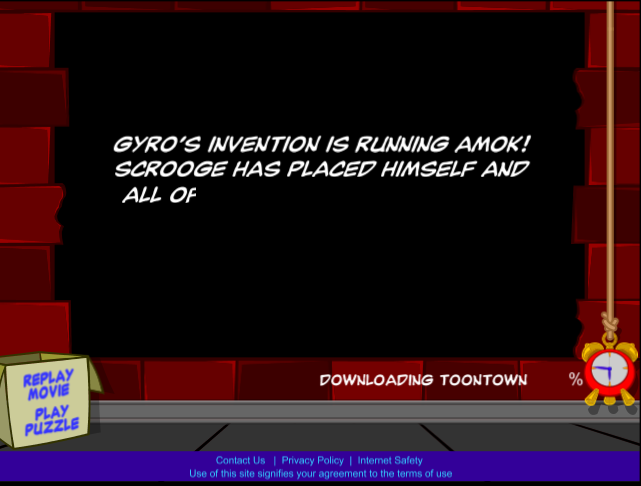 GYRO'S INVENTION IS RUNNING AMOK!
SCROOGE HAS PLACED HIMSELF AND
ALL OF
REPLAY
MOVIE
PLAY
PUZZLE
DOWNLOADING TOONTOWN %
Contact Us | Privacy Policy | Internet Safety
Use of this site signifies your agreement to the terms of use